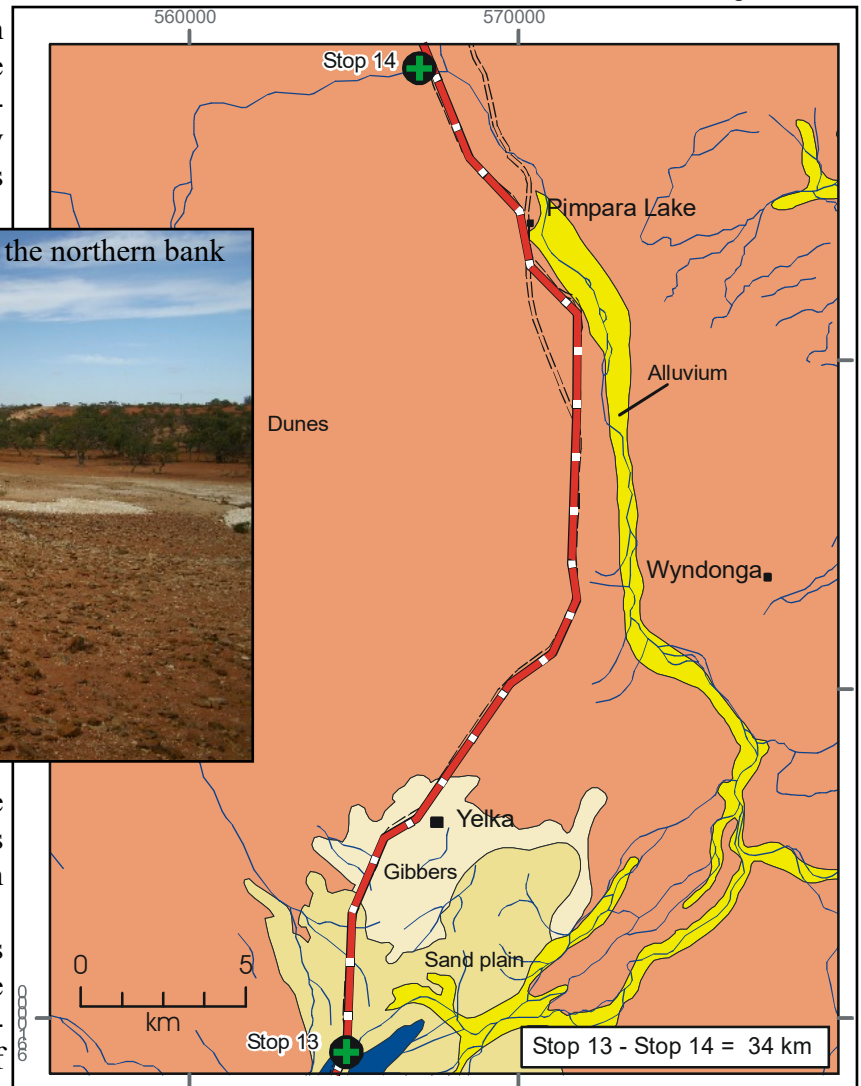 560000
570000
Stop 14
Pimpara Lake
the northern bank
Alluvium
Dunes
Wyndonga
Yelka
Gibbers
Sand plain
0 5
km
Stop 13
Stop 13 - Stop 14 = 34 km